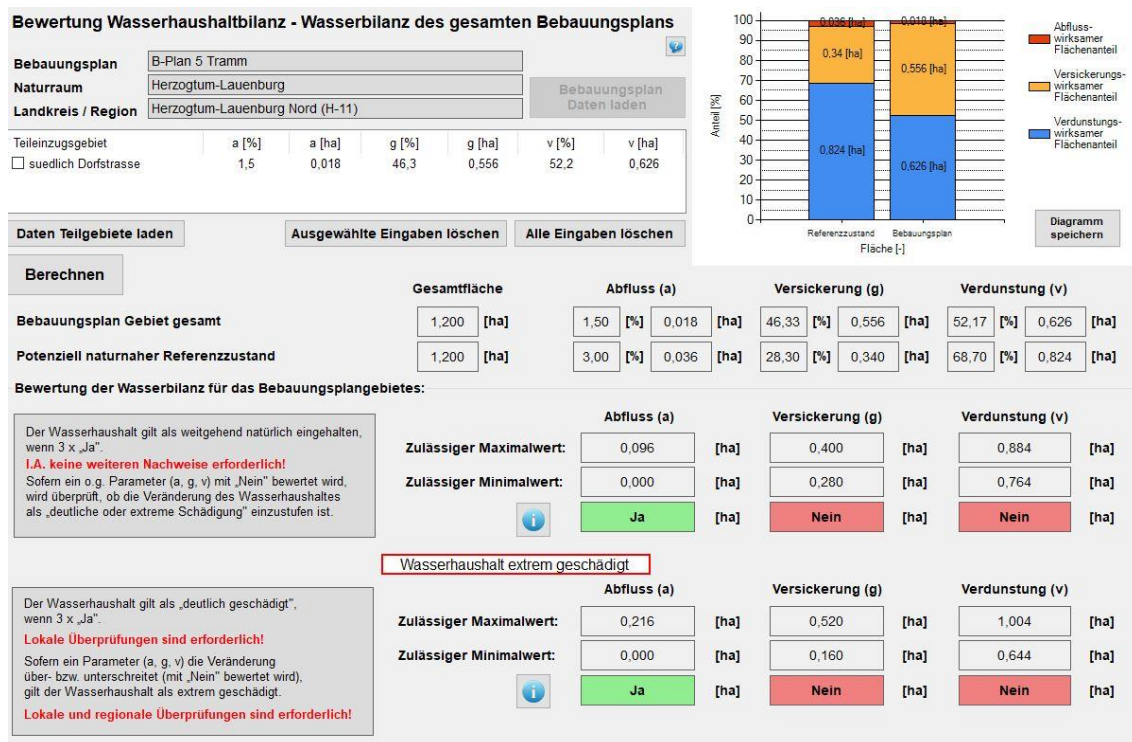 Bewertung Wasserhaushaltbilanz - Wasserbilanz des gesamten Bebauungsplans
Bebauungsplan B-Plan 5 Tramm
Naturraum Herzogtum-Lauenburg
Landkreis / Region Herzogtum-Lauenburg Nord (H-11)
Bebauungsplan
Daten laden
Teileinzugsgebiet a [%] a [ha] g [%] g [ha] v [%] v [ha]
suedlich Dorfstrasse 1,5 0,018 46,3 0,556 52,2 0,626
Daten Teilgebiete laden Ausgewählte Eingaben löschen Alle Eingaben löschen
Anteil [%]
100
90
80
70
60
50
40
30
20
10
0
0,036 [ha] 0,018 [ha]
0,34 [ha] 0,556 [ha]
0,824 [ha] 0,626 [ha]
Referenzzustand Bebauungsplan
Fläche [-]
Abfluss-
wirksamer
Flächenanteil
Versickerungs-
wirksamer
Flächenanteil
Verdunstungs-
wirksamer
Flächenanteil
Diagramm
speichern
Berechnen
Gesamtfläche Abfluss (a) Versickerung (g) Verdunstung (v)
Bebauungsplan Gebiet gesamt 1,200 [ha] 1,50 [%] 0,018 [ha] 46,33 [%] 0,556 [ha] 52,17 [%] 0,626 [ha]
Potenziell naturnaher Referenzzustand 1,200 [ha] 3,00 [%] 0,036 [ha] 28,30 [%] 0,340 [ha] 68,70 [%] 0,824 [ha]
Bewertung der Wasserbilanz für das Bebauungsplangebietes:
Der Wasserhaushalt gilt als weitgehend natürlich eingehalten,
wenn 3 x „Ja".
I.A. keine weiteren Nachweise erforderlich!
Sofern ein o.g. Parameter (a, g, v) mit „Nein" bewertet wird,
wird überprüft, ob die Veränderung des Wasserhaushaltes
als „deutliche oder extreme Schädigung" einzustufen ist.
Abfluss (a) Versickerung (g) Verdunstung (v)
Zulässiger Maximalwert: 0,096 [ha] 0,400 [ha] 0,884 [ha]
Zulässiger Minimalwert: 0,000 [ha] 0,280 [ha] 0,764 [ha]
i Ja [ha] Nein [ha] Nein [ha]
Wasserhaushalt extrem geschädigt
Der Wasserhaushalt gilt als „deutlich geschädigt",
wenn 3 x „Ja".
Lokale Überprüfungen sind erforderlich!
Sofern ein Parameter (a, g, v) die Veränderung
über- bzw. unterschreitet (mit „Nein" bewertet wird),
gilt der Wasserhaushalt als extrem geschädigt.
Lokale und regionale Überprüfungen sind erforderlich!
Abfluss (a) Versickerung (g) Verdunstung (v)
Zulässiger Maximalwert: 0,216 [ha] 0,520 [ha] 1,004 [ha]
Zulässiger Minimalwert: 0,000 [ha] 0,160 [ha] 0,644 [ha]
i Ja [ha] Nein [ha] Nein [ha]